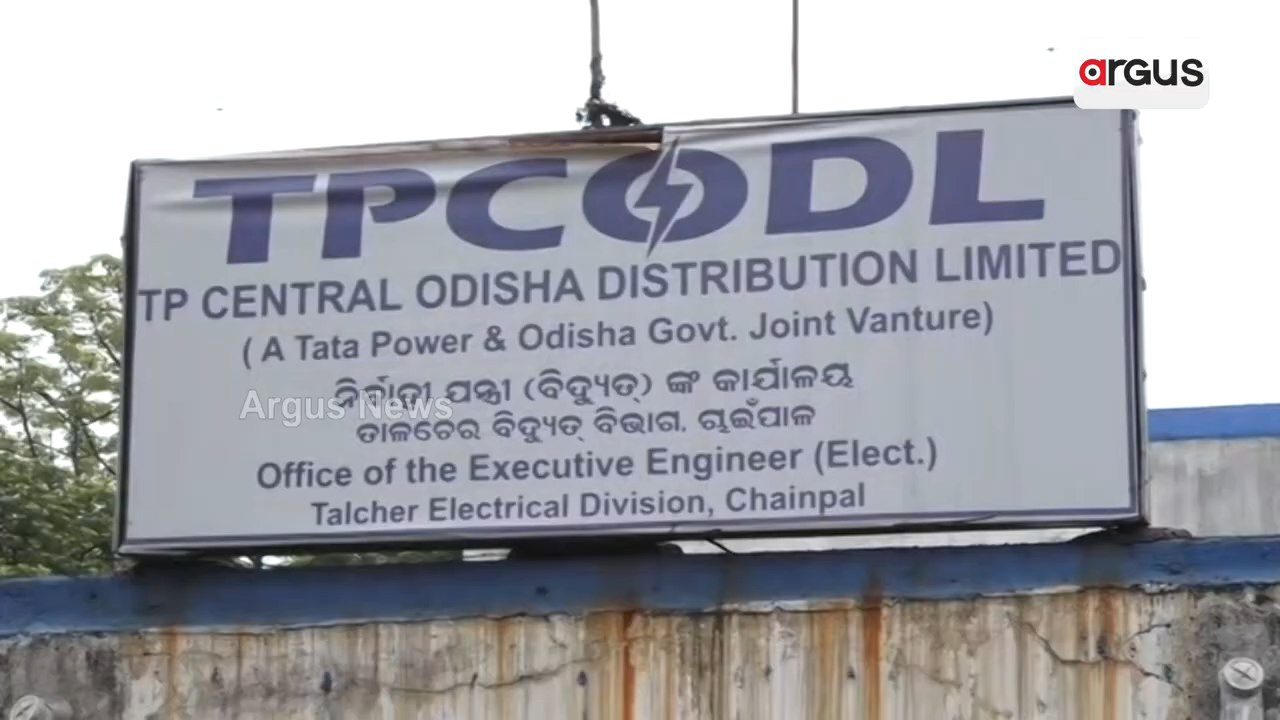 argus
TPCODL
TP CENTRAL ODISHA DISTRIBUTION LIMITED
( A Tata Power & Odisha Govt. Joint Vanture)
ନିର୍ବାହୀ ଯନ୍ତ୍ରୀ (ବିଦ୍ୟୁତ୍) ଙ୍କ କାର୍ଯାଳୟ
Argus News
ତାଳଚେର ବିଦ୍ୟୁତ୍ ବିଭାଗ, ଚଈଁପାଳ
Office of the Executive Engineer (Elect.)
Talcher Electrical Division, Chainpal